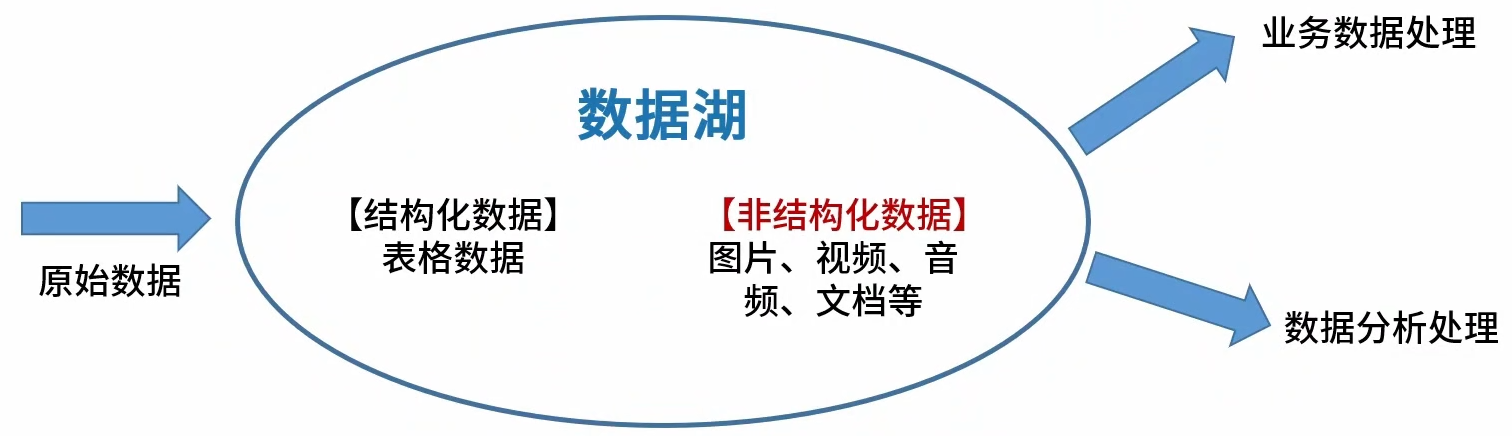 业务数据处理
数据湖
【结构化数据】
表格数据
【非结构化数据】
图片、视频、音
频、文档等
原始数据
数据分析处理